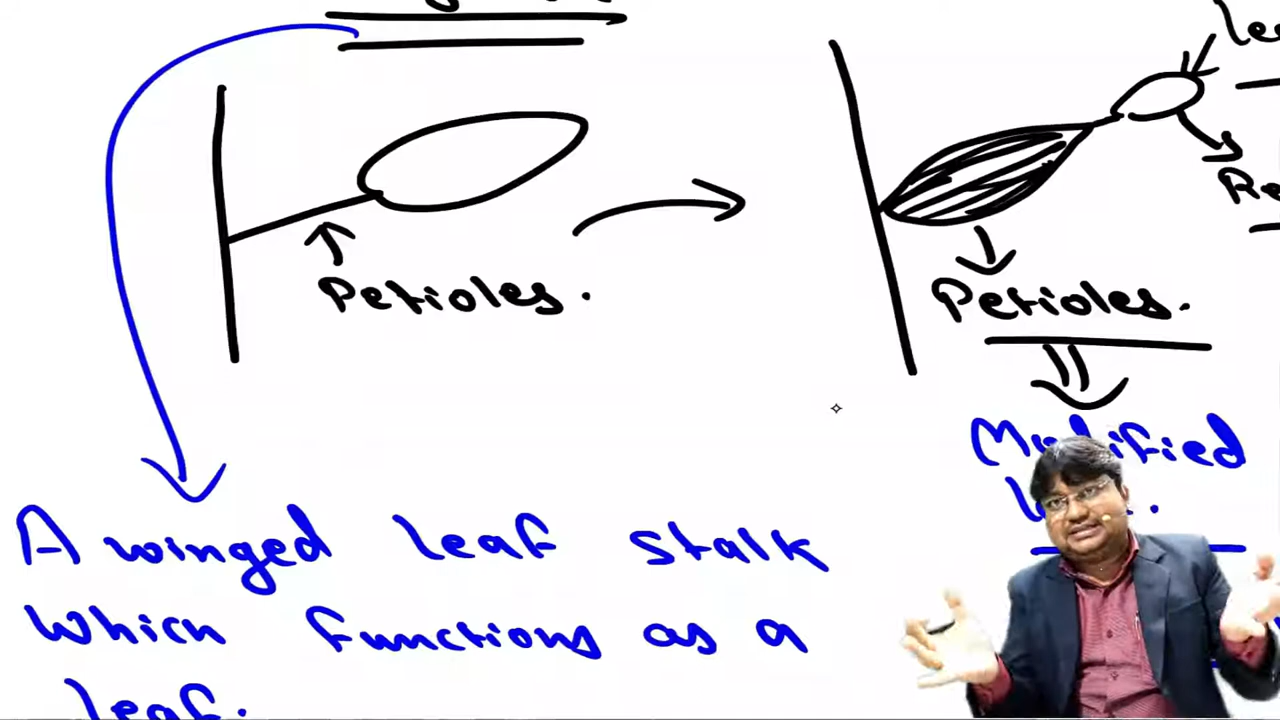 Petioles.
Petioles.
Modified
A winged leaf stalk
which functions as a
leaf.